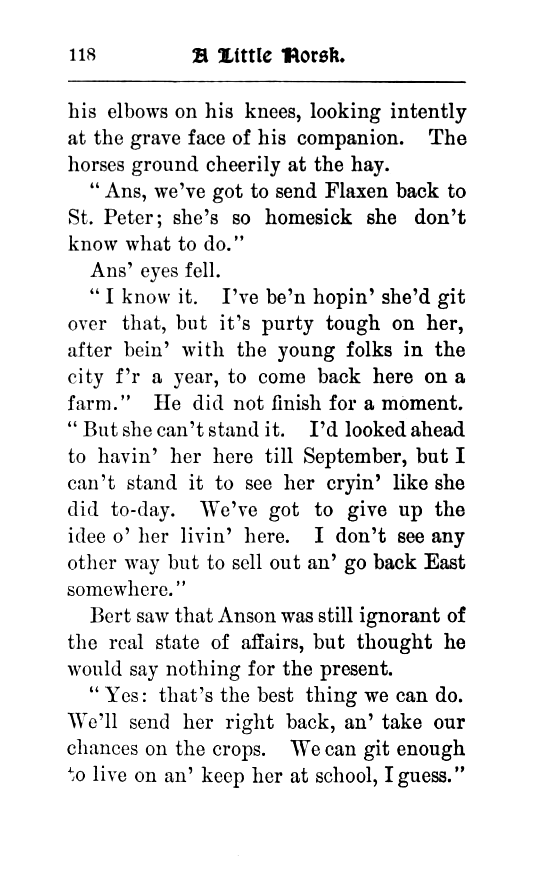 118 A Little Norsk.
his elbows on his knees, looking intently
at the grave face of his companion. The
horses ground cheerily at the hay.
"Ans, we've got to send Flaxen back to
St. Peter; she's so homesick she don't
know what to do."
Ans' eyes fell.
"I know it. I've be'n hopin' she'd git
over that, but it's purty tough on her,
after bein' with the young folks in the
city f'r a year, to come back here on a
farm." He did not finish for a moment.
"But she can't stand it. I'd looked ahead
to havin' her here till September, but I
can't stand it to see her cryin' like she
did to-day. We've got to give up the
idee o' her livin' here. I don't see any
other way but to sell out an' go back East
somewhere."
Bert saw that Anson was still ignorant of
the real state of affairs, but thought he
would say nothing for the present.
"Yes: that's the best thing we can do.
We'll send her right back, an' take our
chances on the crops. We can git enough
to live on an' keep her at school, I guess."